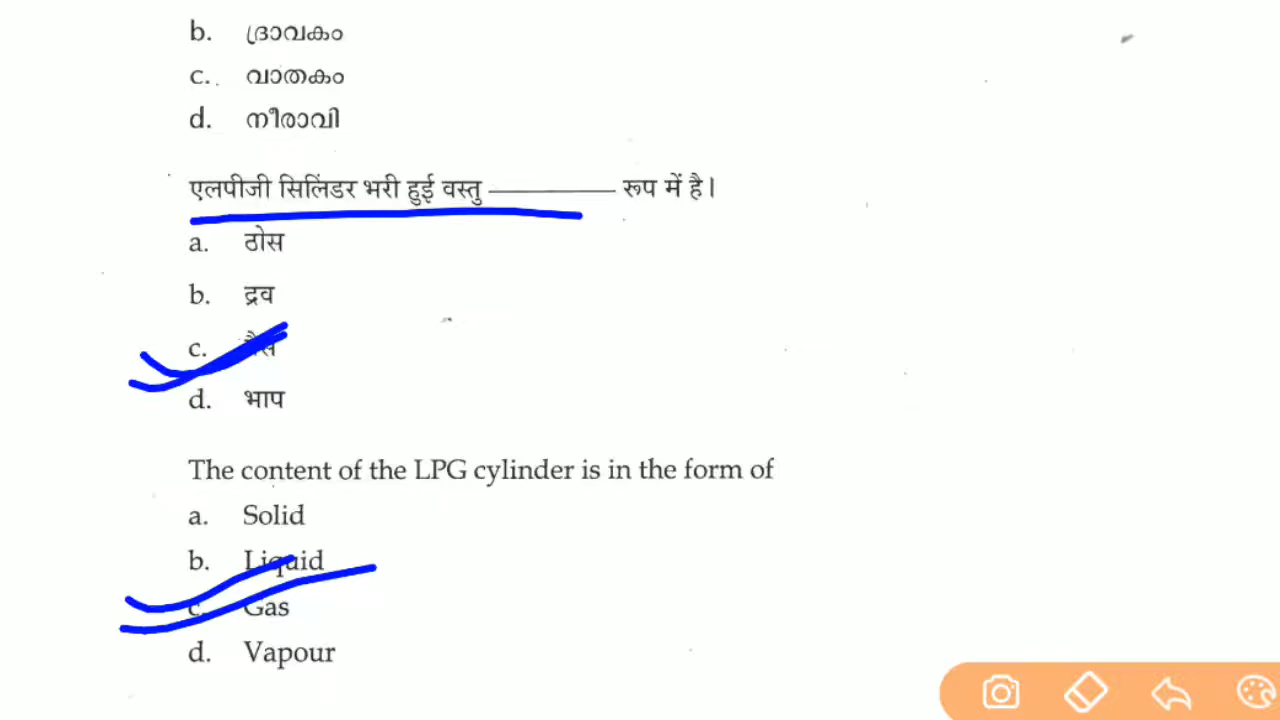 b. ദ്രാവകം
c. വാതകം
d. നീരാവി
एलपीजी सिलिंडर भरी हुई वस्तु __________ रूप में है।
a. ठोस
b. द्रव
c. गैस
d. भाप
The content of the LPG cylinder is in the form of
a. Solid
b. Liquid
c. Gas
d. Vapour